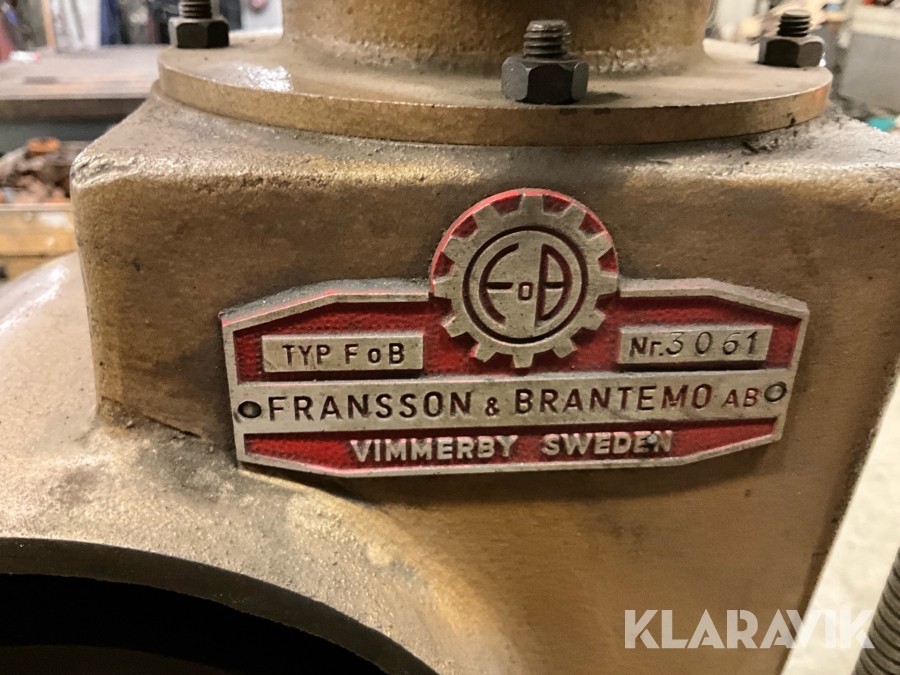 FoB
TYP FoB
Nr. 3061
FRANSSON & BRANTEMO AB
VIMMERBY SWEDEN
KLARAVIK